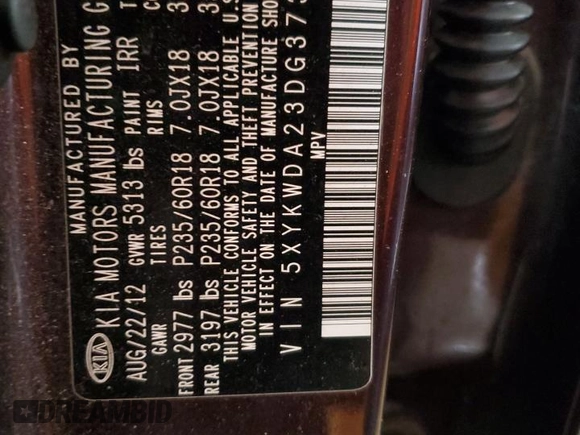 MANUFACTURED BY
KIA MOTORS MANUFACTURING G
KIA
AUG/22/12 GVWR 5313 lbs PAINT IRR
GAWR TIRES RIMS
FRONT 2977 lbs P235/60R18 7.0JX18
REAR 3197 lbs P235/60R18 7.0JX18
THIS VEHICLE CONFORMS TO ALL APPLICABLE U.S
MOTOR VEHICLE SAFETY AND THEFT PREVENTION
IN EFFECT ON THE DATE OF MANUFACTURE SHO
VIN 5XYKWDA23DG373
MPV
DREAMBID